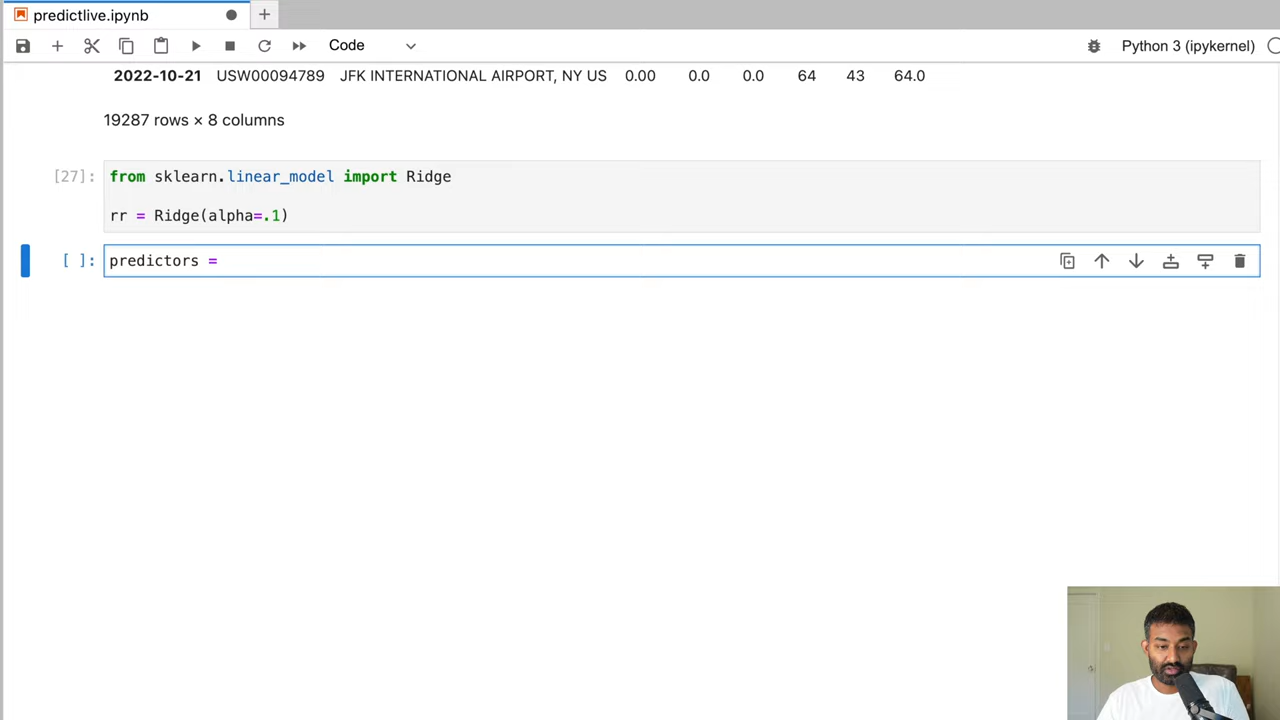 predictlive.ipynb
Code
Python 3 (ipykernel)
2022-10-21 USW00094789 JFK INTERNATIONAL AIRPORT, NY US 0.00 0.0 0.0 64 43 64.0
19287 rows × 8 columns
[27]: from sklearn.linear_model import Ridge
rr = Ridge(alpha=.1)
[ ]: predictors =